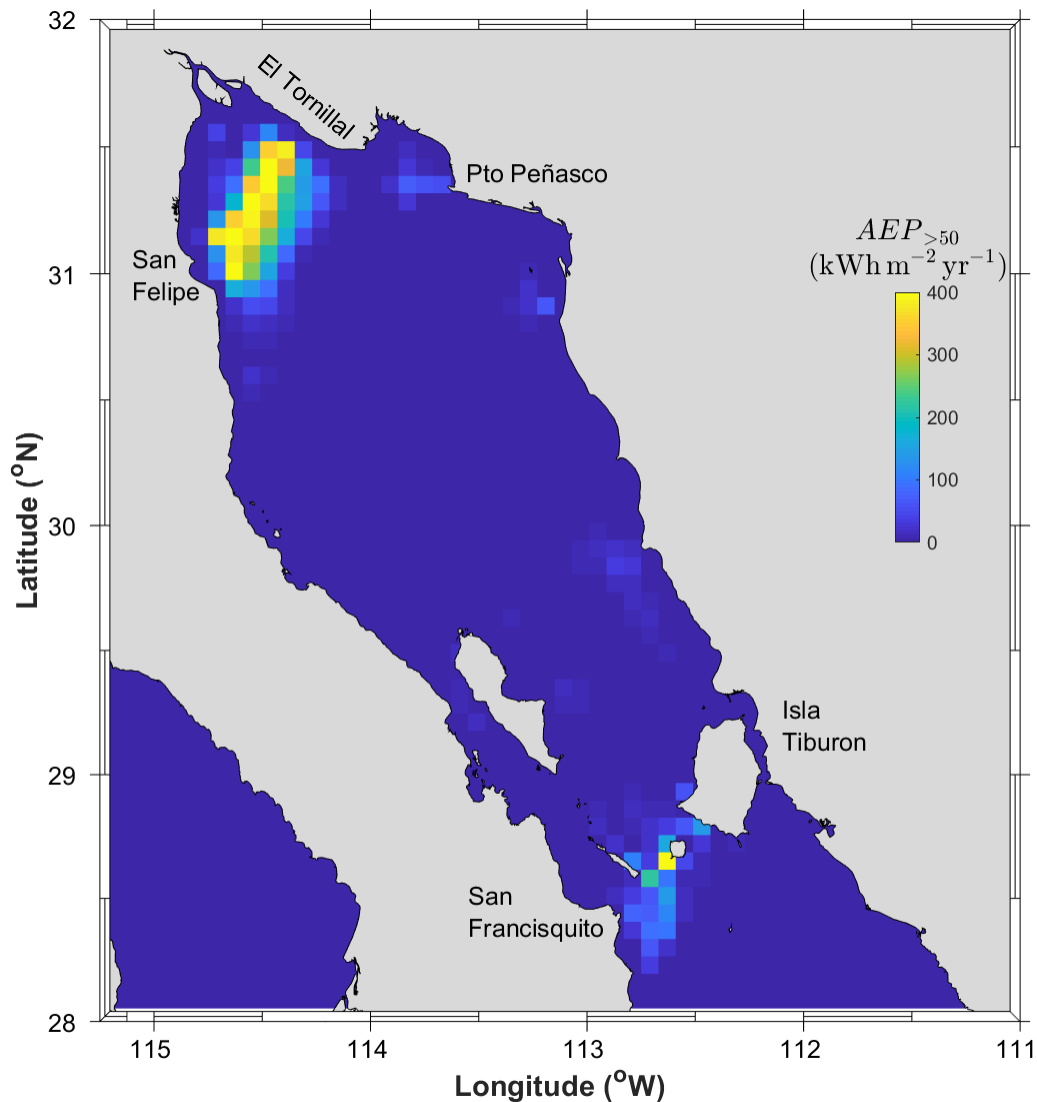 32
El Tornillal
Pto Peñasco
AEP>50
(kWh m−2 yr−1)
31
San
Felipe
400
300
200
100
0
30
Latitude (oN)
Isla
Tiburon
29
San
Francisquito
28
115
114
113
112
111
Longitude (oW)